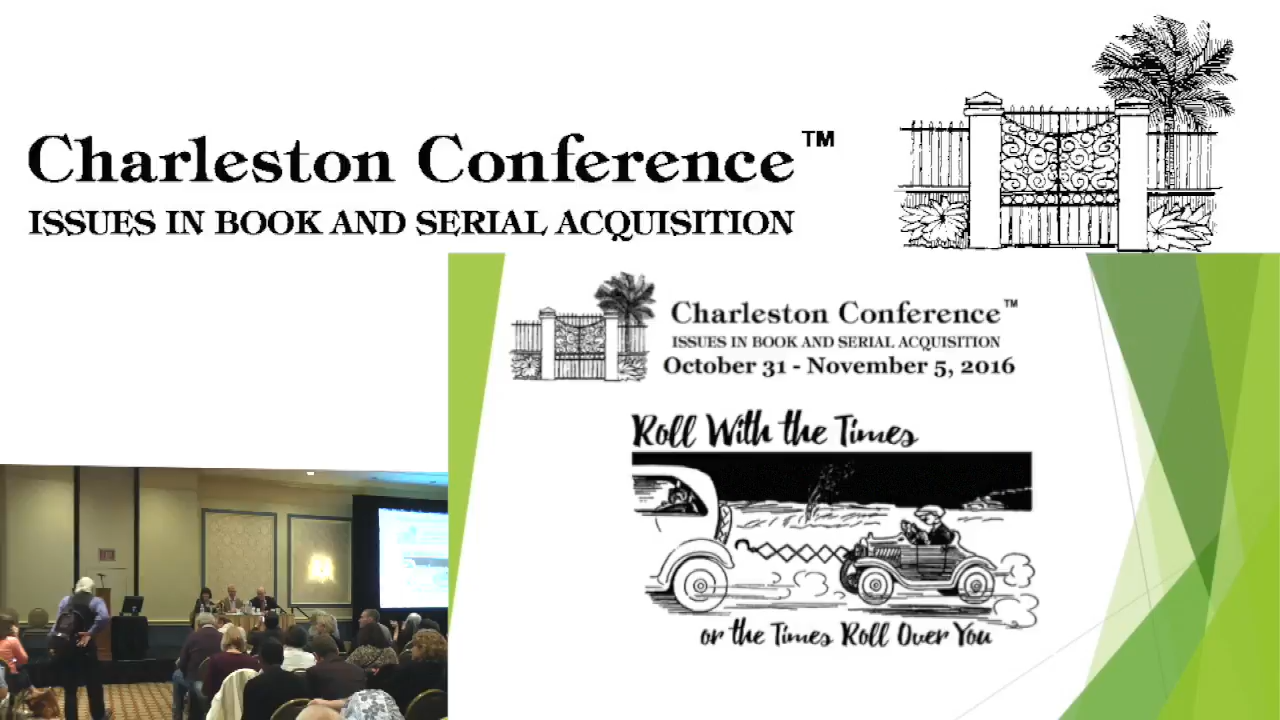 Charleston Conference™
ISSUES IN BOOK AND SERIAL ACQUISITION
Charleston Conference™
ISSUES IN BOOK AND SERIAL ACQUISITION
October 31 - November 5, 2016
Roll With the Times
or the Times Roll Over You